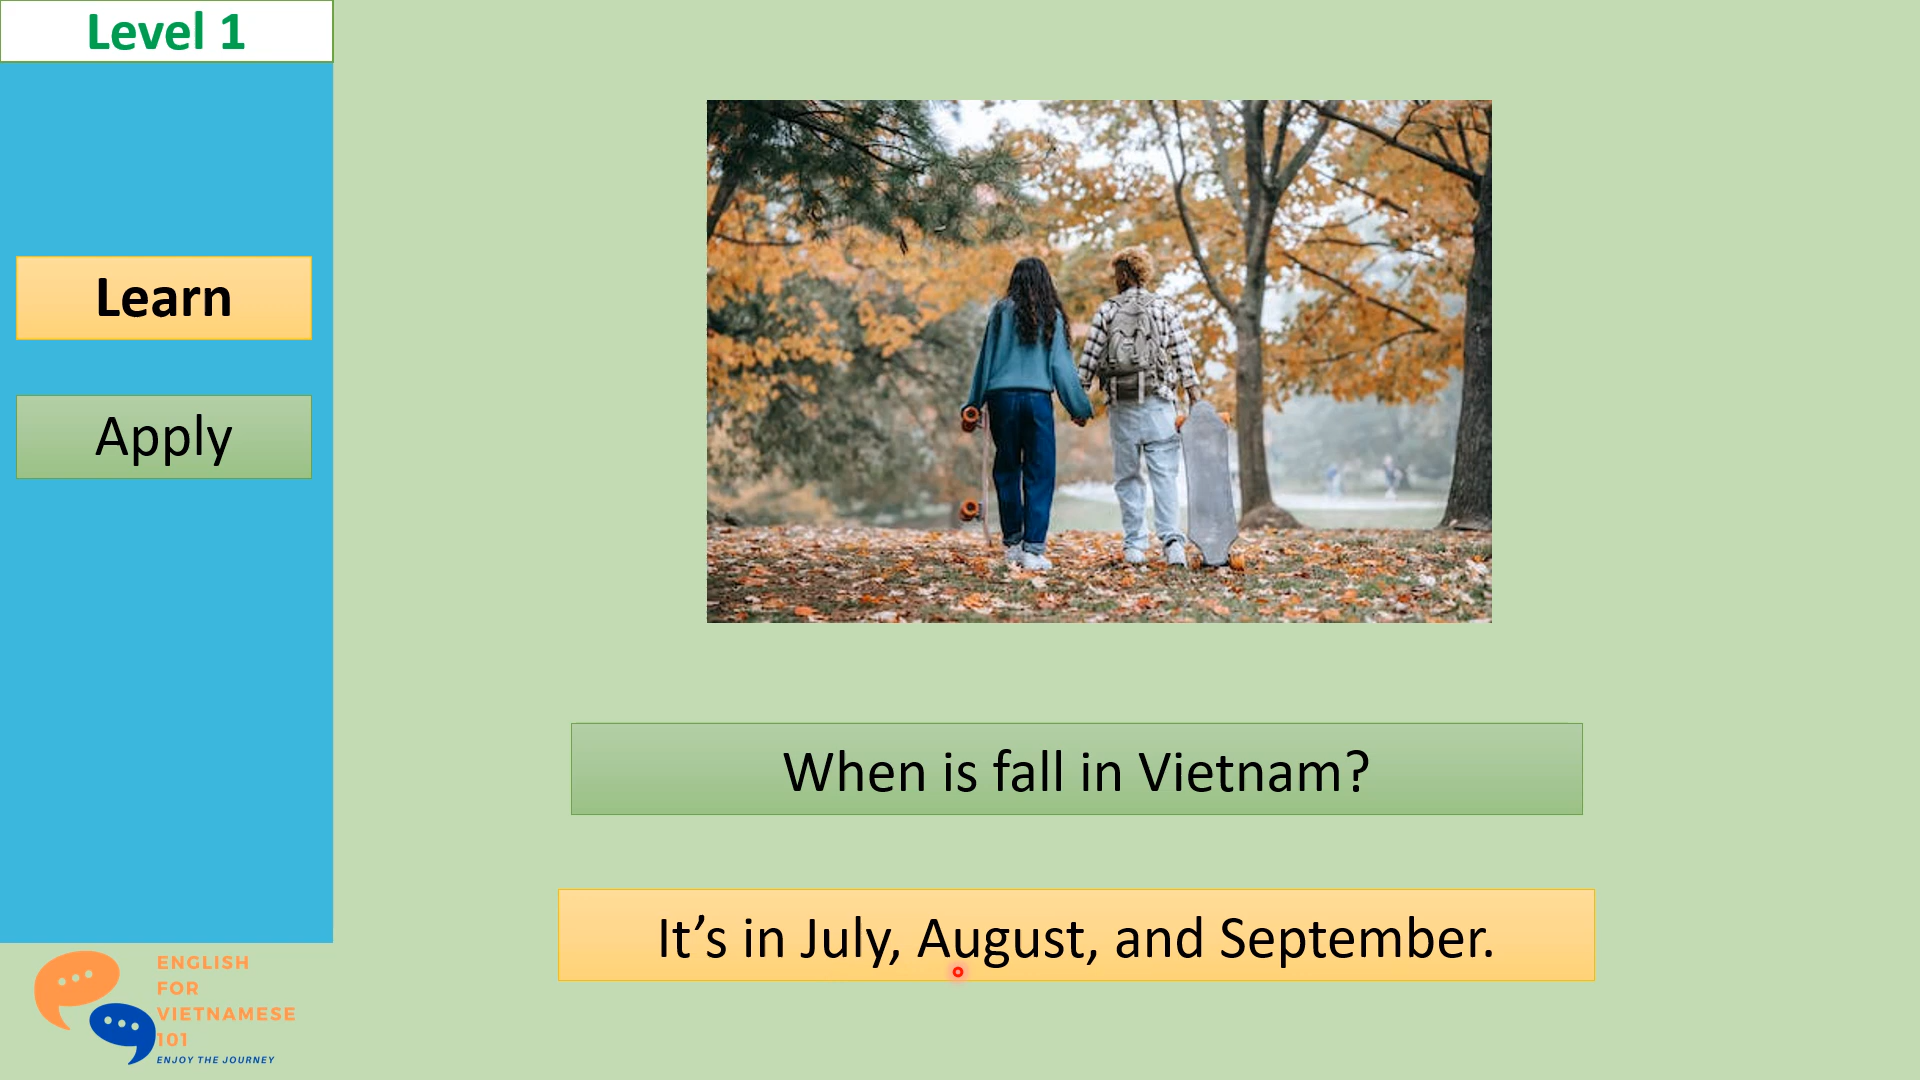 Level 1
Learn
Apply
When is fall in Vietnam?
It’s in July, August, and September.
ENGLISH
FOR
VIETNAMESE
101
ENJOY THE JOURNEY